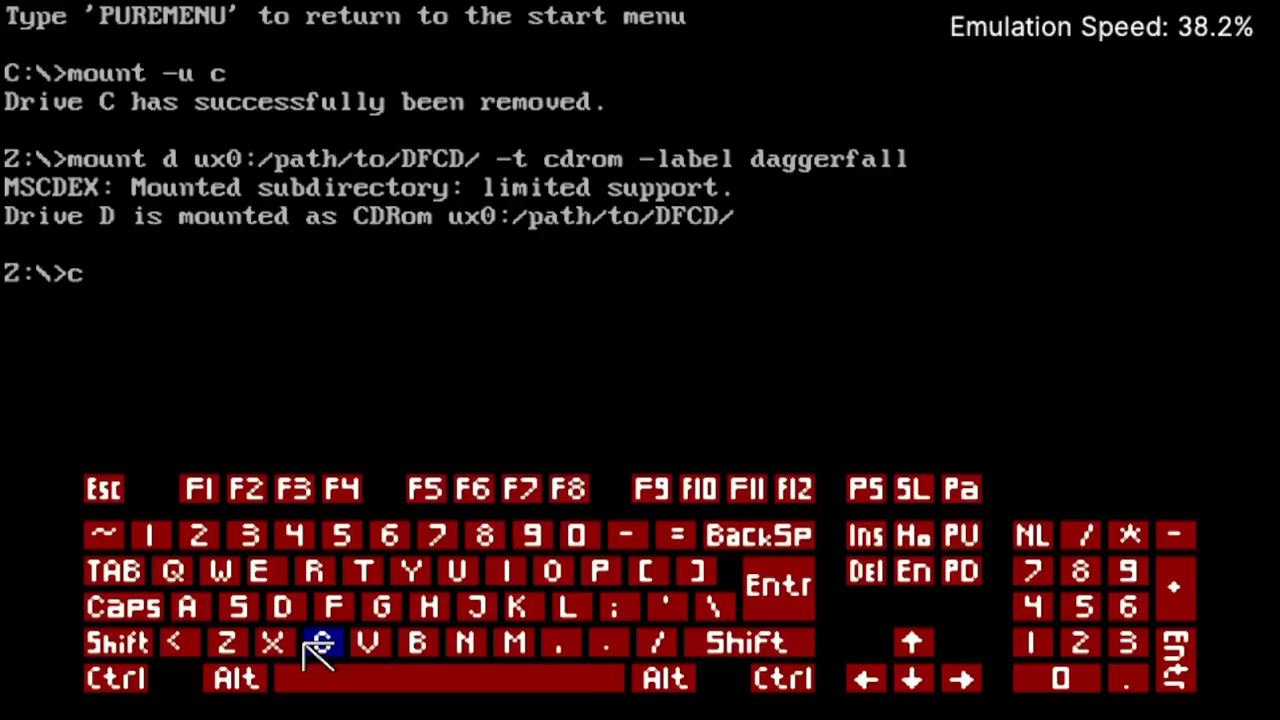 Type 'PUREMENU' to return to the start menu
Emulation Speed: 38.2%
C:\>mount -u c
Drive C has successfully been removed.
Z:\>mount d ux0:/path/to/DFCD/ -t cdrom -label daggerfall
MSCDEX: Mounted subdirectory: limited support.
Drive D is mounted as CDRom ux0:/path/to/DFCD/
Z:\>c
Esc F1 F2 F3 F4 F5 F6 F7 F8 F9 F10 F11 F12 PS SL Pa
~ 1 2 3 4 5 6 7 8 9 0 - = BackSp Ins Ho PU NL / * -
TAB Q W E R T Y U I O P [ ] Entr DEl En PD 7 8 9 +
Caps A S D F G H J K L ; ' \ 4 5 6
Shift < Z X C V B N M , . / Shift ↑ 1 2 3 Entr
Ctrl Alt Alt Ctrl ← ↓ → 0 .